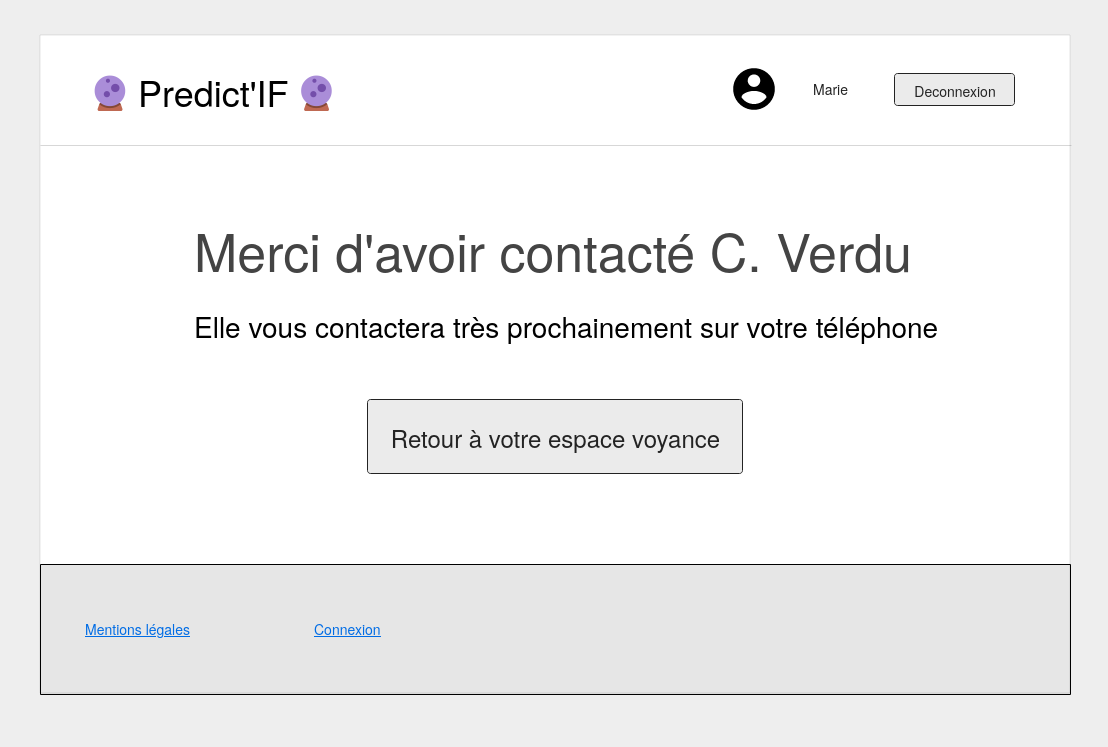 🔮 Predict'IF 🔮
Marie
Deconnexion
Merci d'avoir contacté C. Verdu
Elle vous contactera très prochainement sur votre téléphone
Retour à votre espace voyance
Mentions légales
Connexion